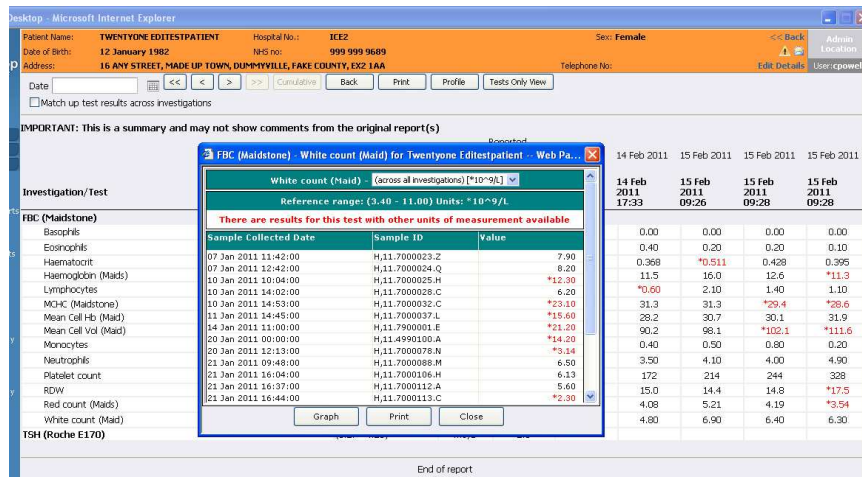 Desktop - Microsoft Internet Explorer
Patient Name: TWENTYONE EDITESTPATIENT Hospital No.: ICE2 Sex: Female << Back Admin
Date of Birth: 12 January 1982 NHS no: 999 999 9689 Location
Address: 16 ANY STREET, MADE UP TOWN, DUMMYVILLE, FAKE COUNTY, EX2 1AA Telephone No: Edit Details User:cpowel
Date << < > >> Cumulative Back Print Profile Tests Only View
Match up test results across investigations
IMPORTANT: This is a summary and may not show comments from the original report(s)
Reported
14 Feb 2011 15 Feb 2011 15 Feb 2011 15 Feb 2011
Investigation/Test
14 Feb 2011 17:33 15 Feb 2011 09:26 15 Feb 2011 09:28 15 Feb 2011 09:28
FBC (Maidstone)
Basophils 0.00 0.00 0.00 0.00
Eosinophils 0.40 0.20 0.20 0.10
Haematocrit 0.368 *0.511 0.428 0.395
Haemoglobin (Maids) 11.5 16.0 12.6 *11.3
Lymphocytes *0.60 2.10 1.40 1.10
MCHC (Maidstone) 31.3 31.3 *29.4 *28.6
Mean Cell Hb (Maid) 28.2 30.7 30.1 31.9
Mean Cell Vol (Maid) 90.2 98.1 *102.1 *111.6
Monocytes 0.40 0.50 0.80 0.20
Neutrophils 3.50 4.10 4.00 4.90
Platelet count 172 214 244 328
RDW 15.0 14.4 14.8 *17.5
Red count (Maids) 4.08 5.21 4.19 *3.54
White count (Maid) 4.80 6.90 6.40 6.30
TSH (Roche E170)
End of report
FBC (Maidstone) - White count (Maid) for Twentyone Editestpatient -- Web Pa...
White count (Maid) - (across all investigations) [*10^9/L]
Reference range: (3.40 - 11.00) Units: *10^9/L
There are results for this test with other units of measurement available
Sample Collected Date Sample ID Value
07 Jan 2011 11:42:00 H,11.7000023.Z 7.90
07 Jan 2011 12:42:00 H,11.7000024.Q 8.20
10 Jan 2011 10:04:00 H,11.7000025.H *12.30
10 Jan 2011 14:02:00 H,11.7000028.C 6.20
10 Jan 2011 14:53:00 H,11.7000032.C *23.10
11 Jan 2011 14:45:00 H,11.7000037.L *15.60
14 Jan 2011 11:00:00 H,11.7900001.E *21.20
20 Jan 2011 00:00:00 H,11.4990100.A *14.20
20 Jan 2011 12:13:00 H,11.7000078.N *3.14
21 Jan 2011 09:48:00 H,11.7000088.M 6.50
21 Jan 2011 16:04:00 H,11.7000106.H 6.13
21 Jan 2011 16:37:00 H,11.7000112.A 5.60
21 Jan 2011 16:44:00 H,11.7000113.C *2.30
Graph Print Close